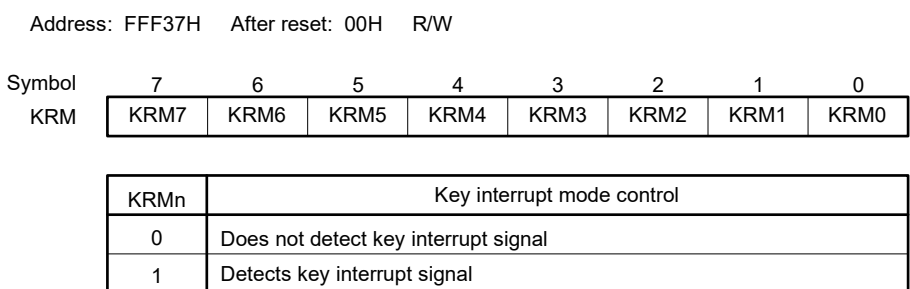 Address: FFF37H After reset: 00H R/W
Symbol 7 6 5 4 3 2 1 0
KRM KRM7 KRM6 KRM5 KRM4 KRM3 KRM2 KRM1 KRM0
KRMn Key interrupt mode control
0 Does not detect key interrupt signal
1 Detects key interrupt signal